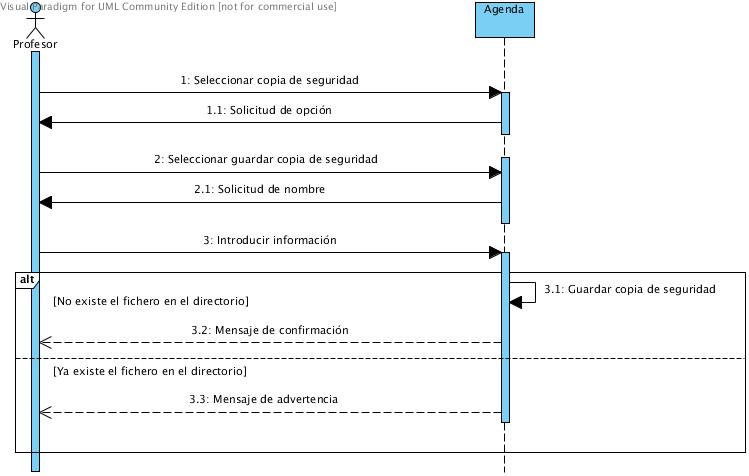 Visual Paradigm for UML Community Edition [not for commercial use]
Agenda
Profesor
1: Seleccionar copia de seguridad
1.1: Solicitud de opción
2: Seleccionar guardar copia de seguridad
2.1: Solicitud de nombre
3: Introducir información
alt
3.1: Guardar copia de seguridad
[No existe el fichero en el directorio]
3.2: Mensaje de confirmación
[Ya existe el fichero en el directorio]
3.3: Mensaje de advertencia